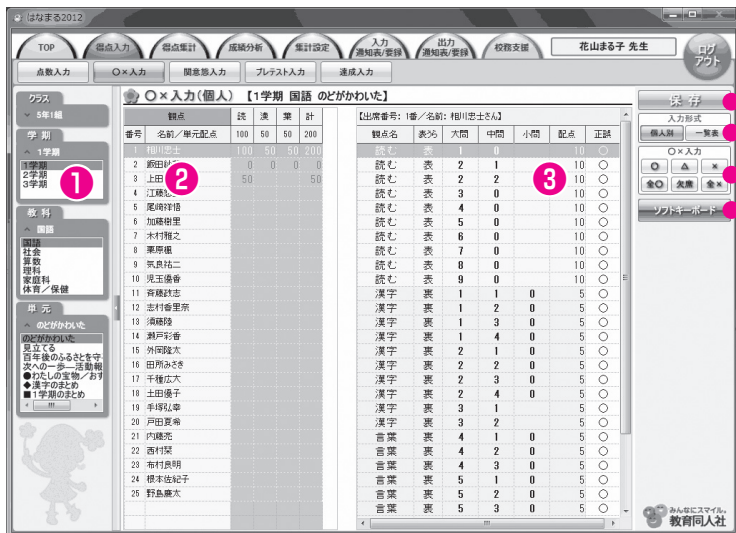 はなまる2012
TOP 得点入力 得点集計 成績分析 集計設定 入力 通知表/要録 出力 通知表/要録 校務支援 花山まる子 先生 ログアウト
点数入力 ○×入力 関意態入力 プレテスト入力 達成入力
クラス
5年1組
学 期
1学期
1学期
2学期
3学期
1
教 科
国語
国語
社会
算数
理科
家庭科
体育/保健
単 元
のどがかわいた
のどがかわいた
見立てる
百年後のふるさとを守
次への一歩―活動報
●わたしの宝物/おす
◆漢字のまとめ
■1学期のまとめ
○×入力(個人) 【1学期 国語 のどがかわいた】
観点 読 漢 葉 計
番号 名前/単元配点 100 50 50 200
1 相川忠士 100 50 50 200
2 飯田 0 0 0 0
3 上田 50 50
4 江藤
5 尾崎祥悟
6 加藤樹里
7 木村雅之
8 栗原楓
9 気良祐二
10 児玉優香
11 斉藤政志
12 志村香里奈
13 須藤陸
14 瀬戸彩香
15 外岡隆太
16 田所みさき
17 千種広大
18 土田優子
19 手塚弘幸
20 戸田夏希
21 内藤亮
22 西村栞
23 布村良明
24 根本佐紀子
25 野島慶太
2
【出席番号:1番/名前:相川忠士さん】
観点名 表うら 大問 中問 小問 配点 正誤
読む 表 1 0 10 ○
読む 表 2 1 10 ○
読む 表 2 2 10 ○
読む 表 3 0 10 ○
読む 表 4 0 10 ○
読む 表 5 0 10 ○
読む 表 6 0 10 ○
読む 表 7 0 10 ○
読む 表 8 0 10 ○
読む 表 9 0 10 ○
漢字 裏 1 1 0 5 ○
漢字 裏 1 2 0 5 ○
漢字 裏 1 3 0 5 ○
漢字 裏 1 4 0 5 ○
漢字 裏 2 1 0 5 ○
漢字 裏 2 2 0 5 ○
漢字 裏 2 3 0 5 ○
漢字 裏 2 4 0 5 ○
漢字 裏 3 1 5 ○
漢字 裏 3 2 5 ○
言葉 裏 4 1 0 5 ○
言葉 裏 4 2 0 5 ○
言葉 裏 4 3 0 5 ○
言葉 裏 5 1 0 5 ○
言葉 裏 5 2 0 5 ○
言葉 裏 5 3 0 5 ○
3
保 存
入力形式
個人別 一覧表
○×入力
○ △ ×
全○ 欠席 全×
ソフトキーボード
みんなにスマイル。
教育同人社